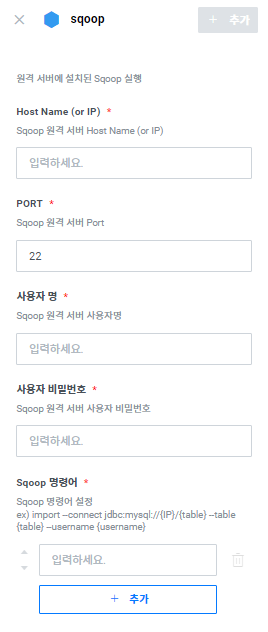 sqoop
+ 추가
원격 서버에 설치된 Sqoop 실행
Host Name (or IP) *
Sqoop 원격 서버 Host Name (or IP)
입력하세요.
PORT *
Sqoop 원격 서버 Port
22
사용자 명 *
Sqoop 원격 서버 사용자명
입력하세요.
사용자 비밀번호 *
Sqoop 원격 서버 사용자 비밀번호
입력하세요.
Sqoop 명령어 *
Sqoop 명령어 설정
ex) import --connect jdbc:mysql://{IP}/{table} --table
{table} --username {username}
입력하세요.
+ 추가